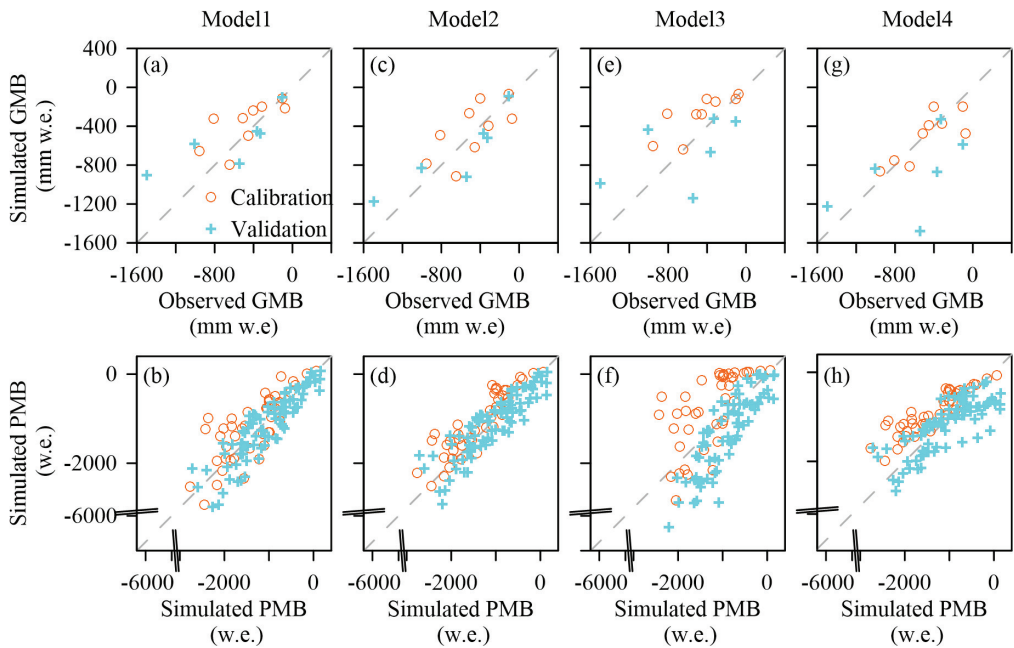 Model1 Model2 Model3 Model4
400
0
-400
-800
-1200
-1600
Simulated GMB
(mm w.e.)
(a) (c) (e) (g)
Calibration
Validation
-1600 -800 0 -1600 -800 0 -1600 -800 0 -1600 -800 0
Observed GMB Observed GMB Observed GMB Observed GMB
(mm w.e) (mm w.e) (mm w.e) (mm w.e)
0
-2000
-6000
Simulated PMB
(w.e.)
(b) (d) (f) (h)
-6000 -2000 0 -6000 -2000 0 -6000 -2000 0 -6000 -2000 0
Simulated PMB Simulated PMB Simulated PMB Simulated PMB
(w.e.) (w.e.) (w.e.) (w.e.)